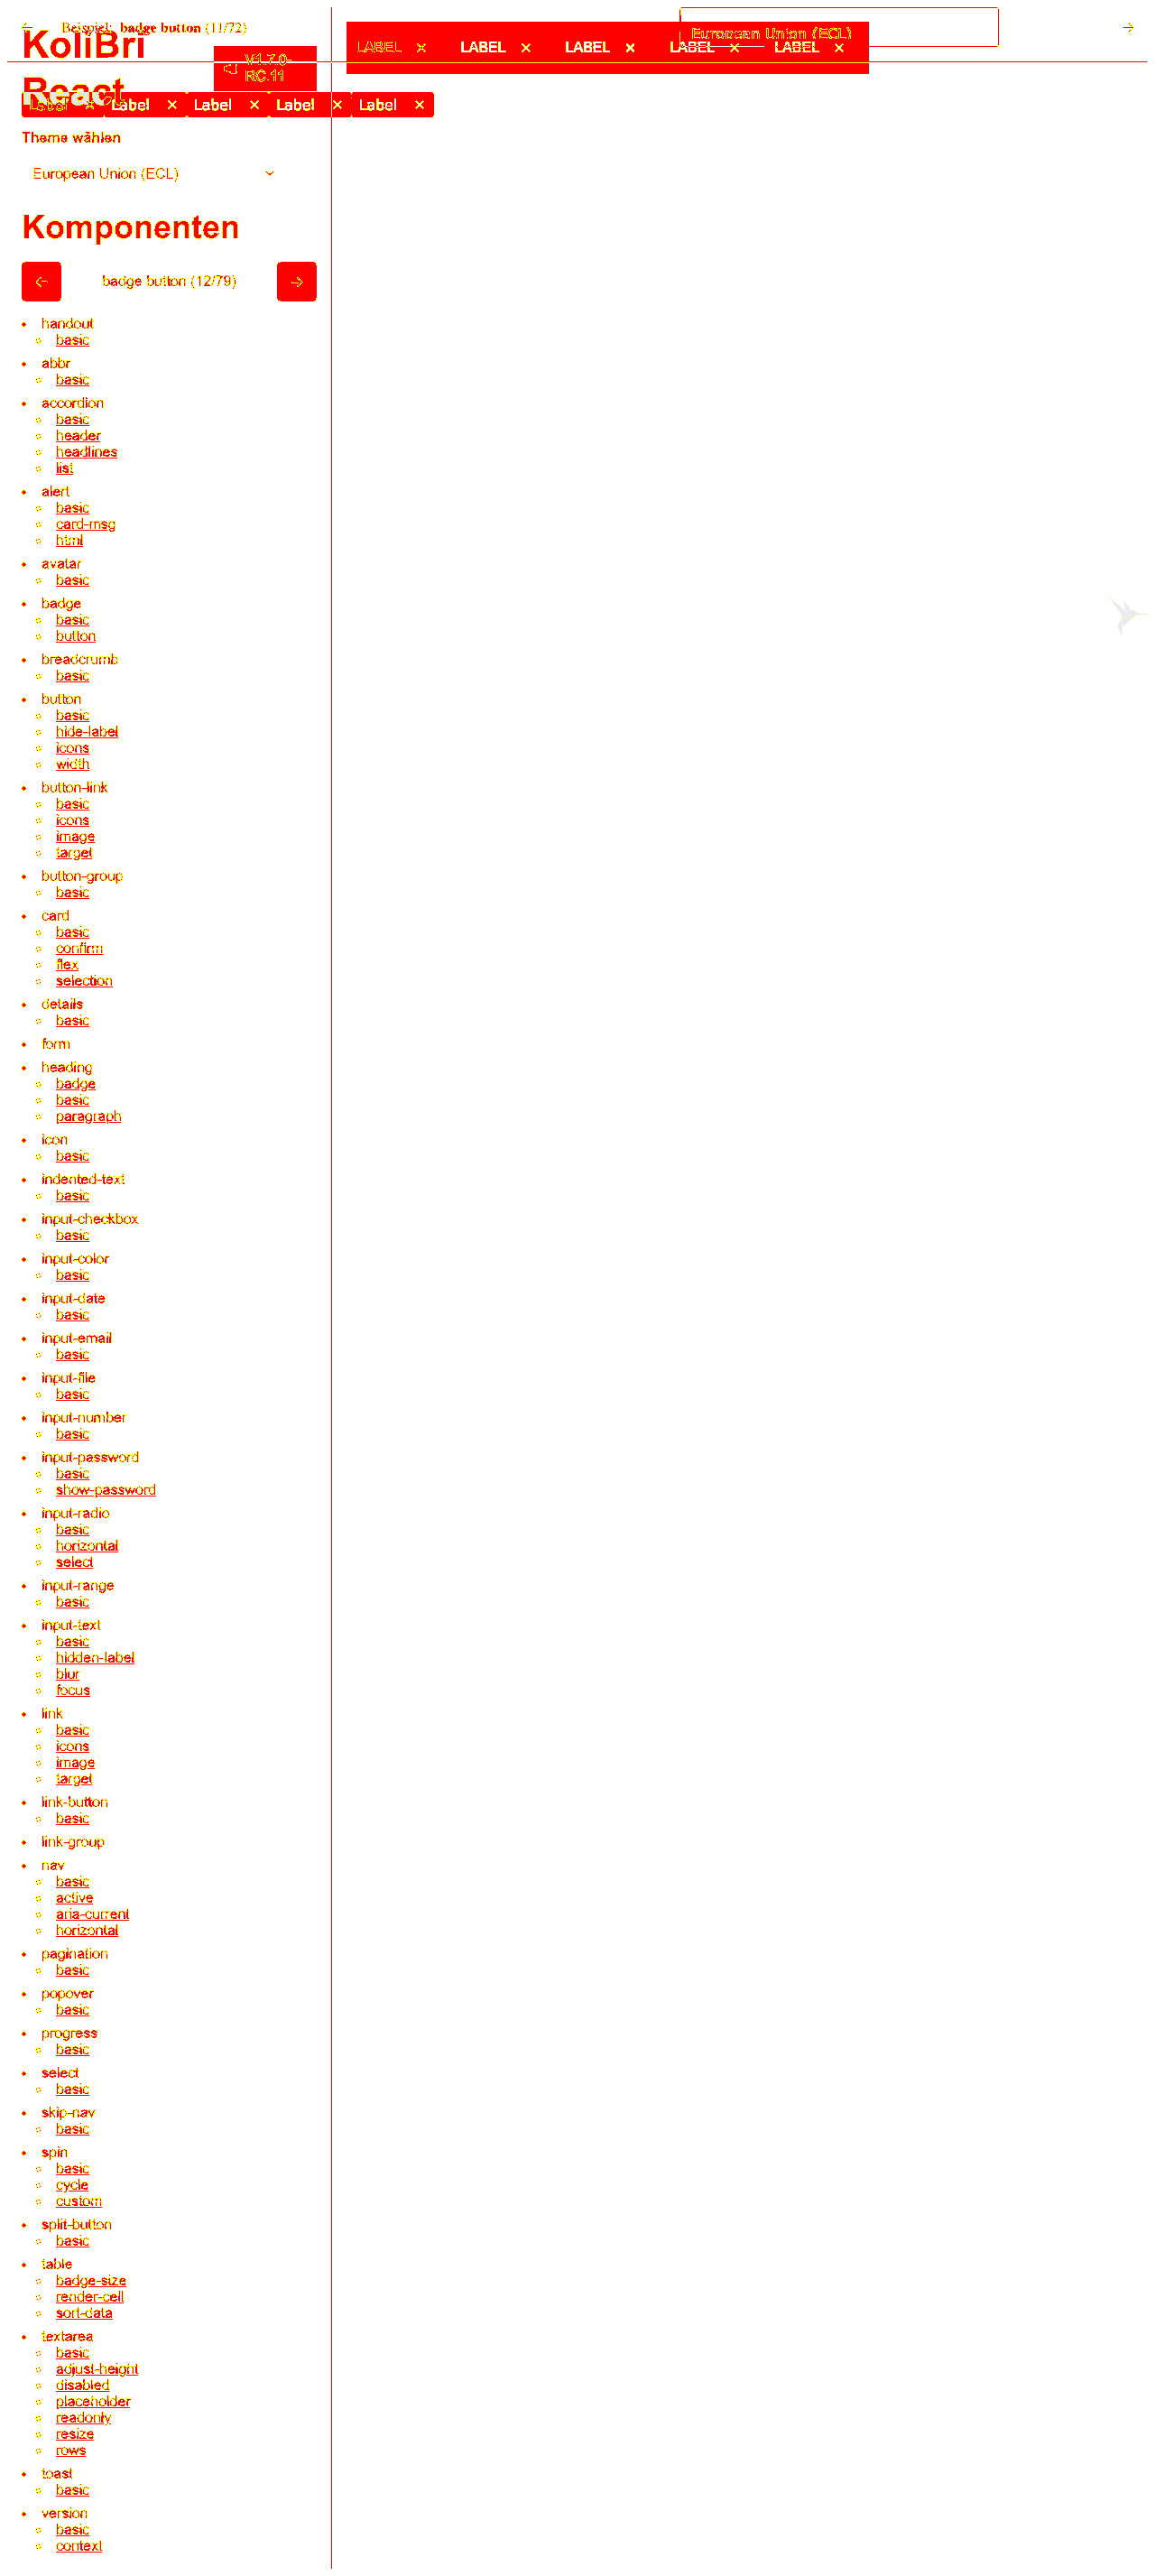 Beispiel: badge button (11/72)
European Union (ECL)
KoliBri
React
V1.7.0-
RC.11
LABEL LABEL LABEL LABEL LABEL
Label Label Label Label Label
Theme wählen
European Union (ECL)
Komponenten
badge button (12/79)
handout
basic
abbr
basic
accordion
basic
header
headlines
list
alert
basic
card-msg
html
avatar
basic
badge
basic
button
breadcrumb
basic
button
basic
hide-label
icons
width
button-link
basic
icons
image
target
button-group
basic
card
basic
confirm
flex
selection
details
basic
form
heading
badge
basic
paragraph
icon
basic
indented-text
basic
input-checkbox
basic
input-color
basic
input-date
basic
input-email
basic
input-file
basic
input-number
basic
input-password
basic
show-password
input-radio
basic
horizontal
select
input-range
basic
input-text
basic
hidden-label
blur
focus
link
basic
icons
image
target
link-button
basic
link-group
nav
basic
active
aria-current
horizontal
pagination
basic
popover
basic
progress
basic
select
basic
skip-nav
basic
spin
basic
cycle
custom
split-button
basic
table
badge-size
render-cell
sort-data
textarea
basic
adjust-height
disabled
placeholder
readonly
resize
rows
toast
basic
version
basic
context